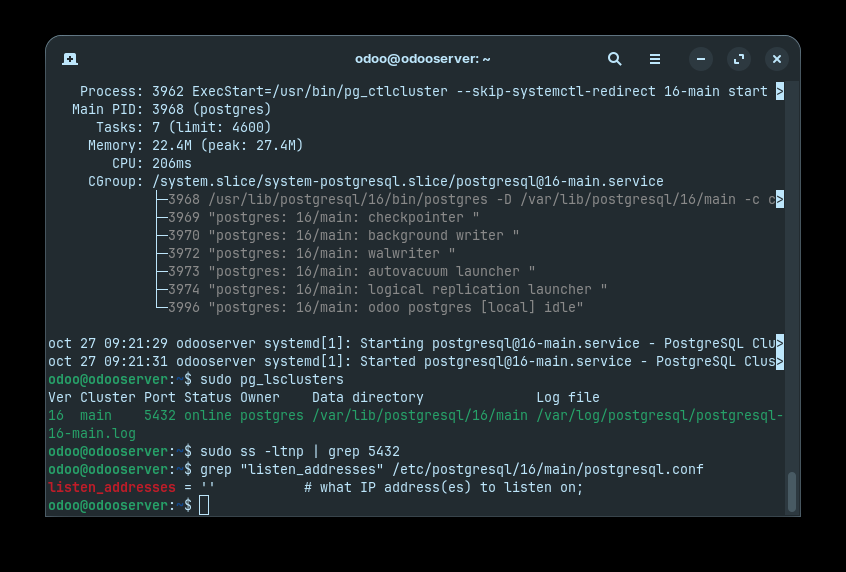 odoo@odooserver: ~
Process: 3962 ExecStart=/usr/bin/pg_ctlcluster --skip-systemctl-redirect 16-main start >
Main PID: 3968 (postgres)
Tasks: 7 (limit: 4600)
Memory: 22.4M (peak: 27.4M)
CPU: 206ms
CGroup: /system.slice/system-postgresql.slice/postgresql@16-main.service
├─3968 /usr/lib/postgresql/16/bin/postgres -D /var/lib/postgresql/16/main -c c>
├─3969 "postgres: 16/main: checkpointer "
├─3970 "postgres: 16/main: background writer "
├─3972 "postgres: 16/main: walwriter "
├─3973 "postgres: 16/main: autovacuum launcher "
├─3974 "postgres: 16/main: logical replication launcher "
└─3996 "postgres: 16/main: odoo postgres [local] idle"
oct 27 09:21:29 odooserver systemd[1]: Starting postgresql@16-main.service - PostgreSQL Clu>
oct 27 09:21:31 odooserver systemd[1]: Started postgresql@16-main.service - PostgreSQL Clus>
odoo@odooserver:~$ sudo pg_lsclusters
Ver Cluster Port Status Owner    Data directory              Log file
16  main    5432 online postgres /var/lib/postgresql/16/main /var/log/postgresql/postgresql-
16-main.log
odoo@odooserver:~$ sudo ss -ltnp | grep 5432
odoo@odooserver:~$ grep "listen_addresses" /etc/postgresql/16/main/postgresql.conf
listen_addresses = ''           # what IP address(es) to listen on;
odoo@odooserver:~$